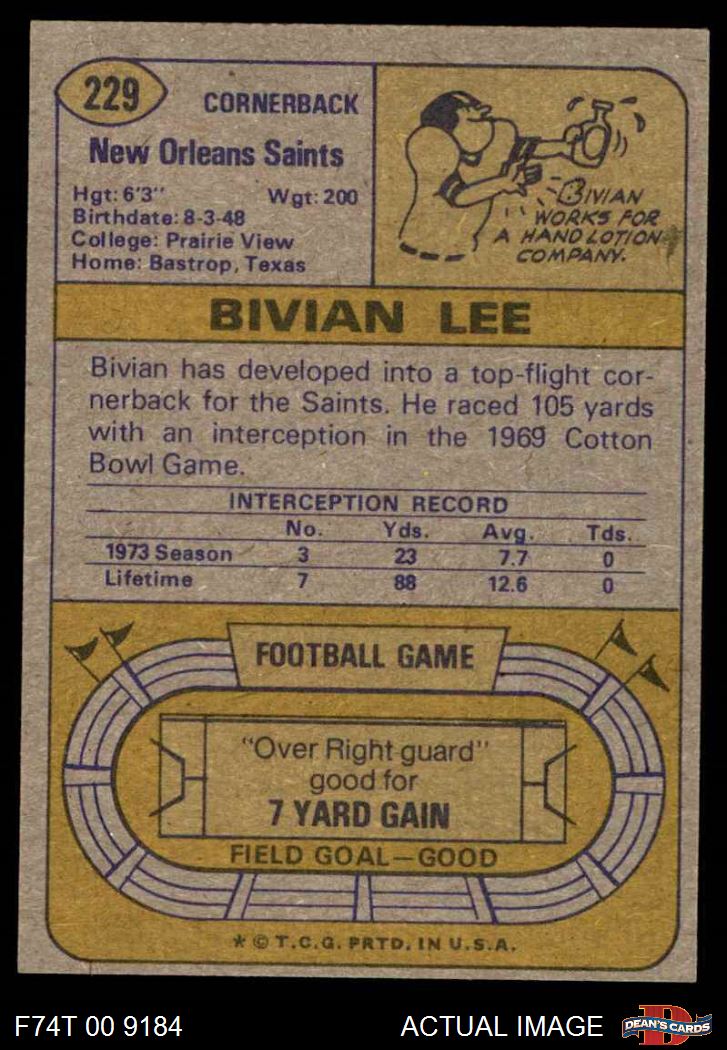 229
CORNERBACK
New Orleans Saints
Hgt: 6'3" Wgt: 200
Birthdate: 8-3-48
College: Prairie View
Home: Bastrop, Texas
BIVIAN
WORKS FOR
A HAND LOTION
COMPANY.
BIVIAN LEE
Bivian has developed into a top-flight cor-
nerback for the Saints. He raced 105 yards
with an interception in the 1969 Cotton
Bowl Game.
INTERCEPTION RECORD
No. Yds. Avg. Tds.
1973 Season 3 23 7.7 0
Lifetime 7 88 12.6 0
FOOTBALL GAME
"Over Right guard"
good for
7 YARD GAIN
FIELD GOAL—GOOD
* © T.C.G. PRTD. IN U.S.A.
F74T 00 9184 ACTUAL IMAGE
D
DEAN'S CARDS